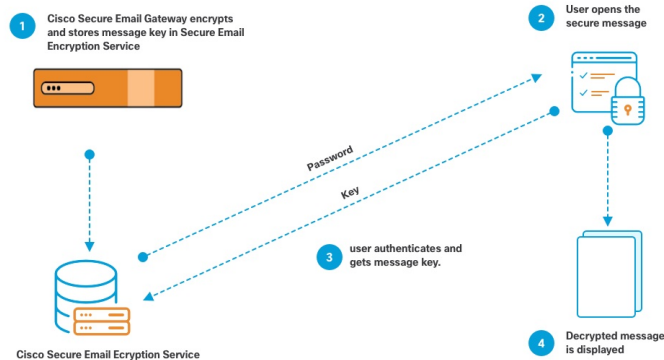 1
Cisco Secure Email Gateway encrypts
and stores message key in Secure Email
Encryption Service
2
User opens the
secure message
Password
Key
3
user authenticates and
gets message key.
Cisco Secure Email Ecryption Service
4
Decrypted message
is displayed